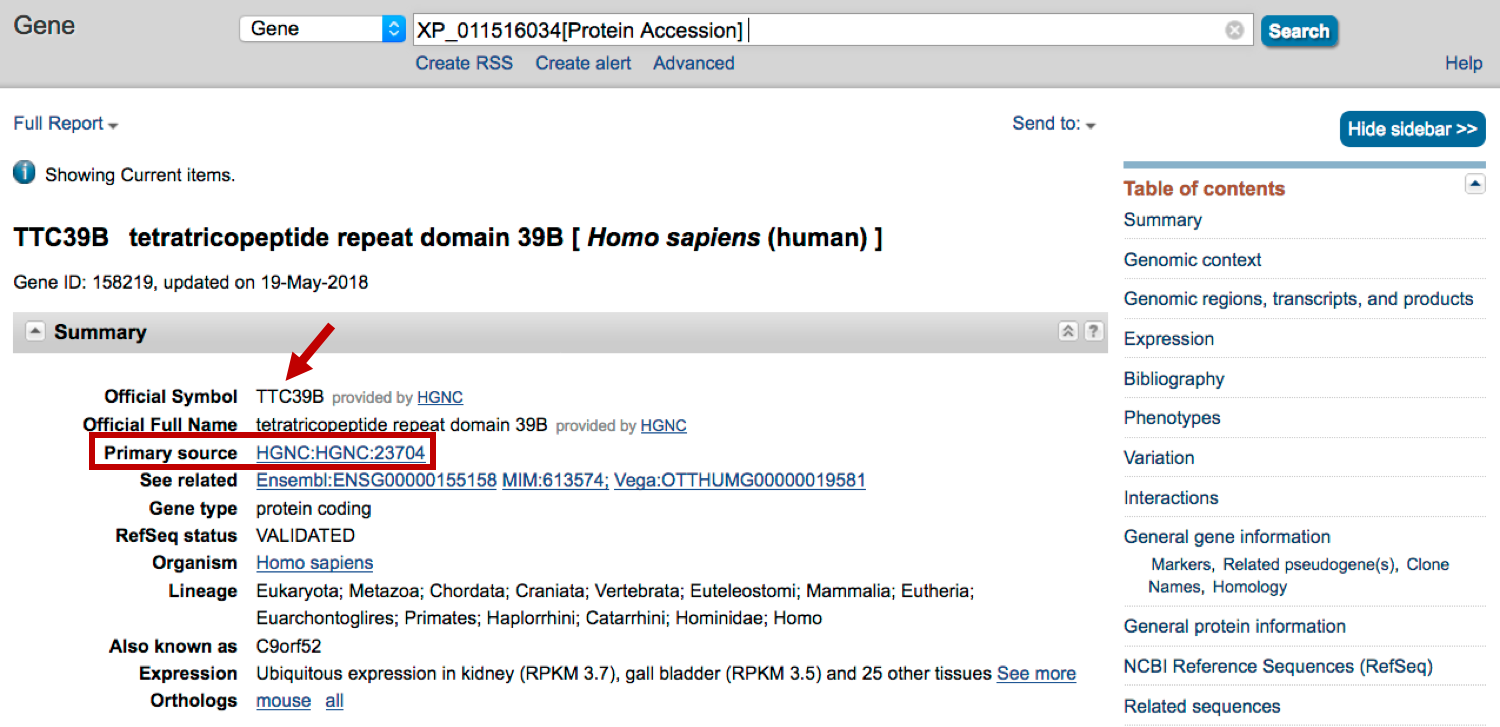 Gene
Gene
XP_011516034[Protein Accession]
Search
Create RSS Create alert Advanced
Help
Full Report
Send to:
Hide sidebar >>
Showing Current items.
TTC39B tetratricopeptide repeat domain 39B [ Homo sapiens (human) ]
Gene ID: 158219, updated on 19-May-2018
Summary
?
Official Symbol TTC39B provided by HGNC
Official Full Name tetratricopeptide repeat domain 39B provided by HGNC
Primary source HGNC:HGNC:23704
See related Ensembl:ENSG00000155158 MIM:613574; Vega:OTTHUMG00000019581
Gene type protein coding
RefSeq status VALIDATED
Organism Homo sapiens
Lineage Eukaryota; Metazoa; Chordata; Craniata; Vertebrata; Euteleostomi; Mammalia; Eutheria;
Euarchontoglires; Primates; Haplorrhini; Catarrhini; Hominidae; Homo
Also known as C9orf52
Expression Ubiquitous expression in kidney (RPKM 3.7), gall bladder (RPKM 3.5) and 25 other tissues See more
Orthologs mouse all
Table of contents
Summary
Genomic context
Genomic regions, transcripts, and products
Expression
Bibliography
Phenotypes
Variation
Interactions
General gene information
Markers, Related pseudogene(s), Clone
Names, Homology
General protein information
NCBI Reference Sequences (RefSeq)
Related sequences